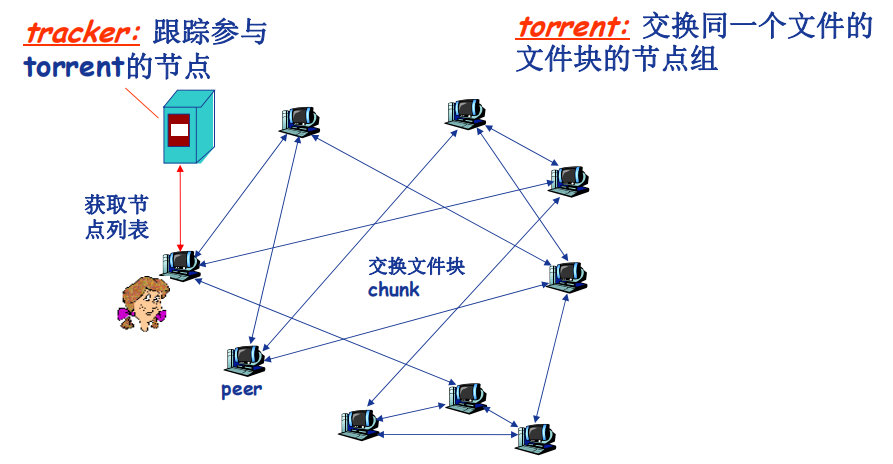 tracker: 跟踪参与
torrent的节点
torrent: 交换同一个文件的
文件块的节点组
获取节
点列表
交换文件块
chunk
peer